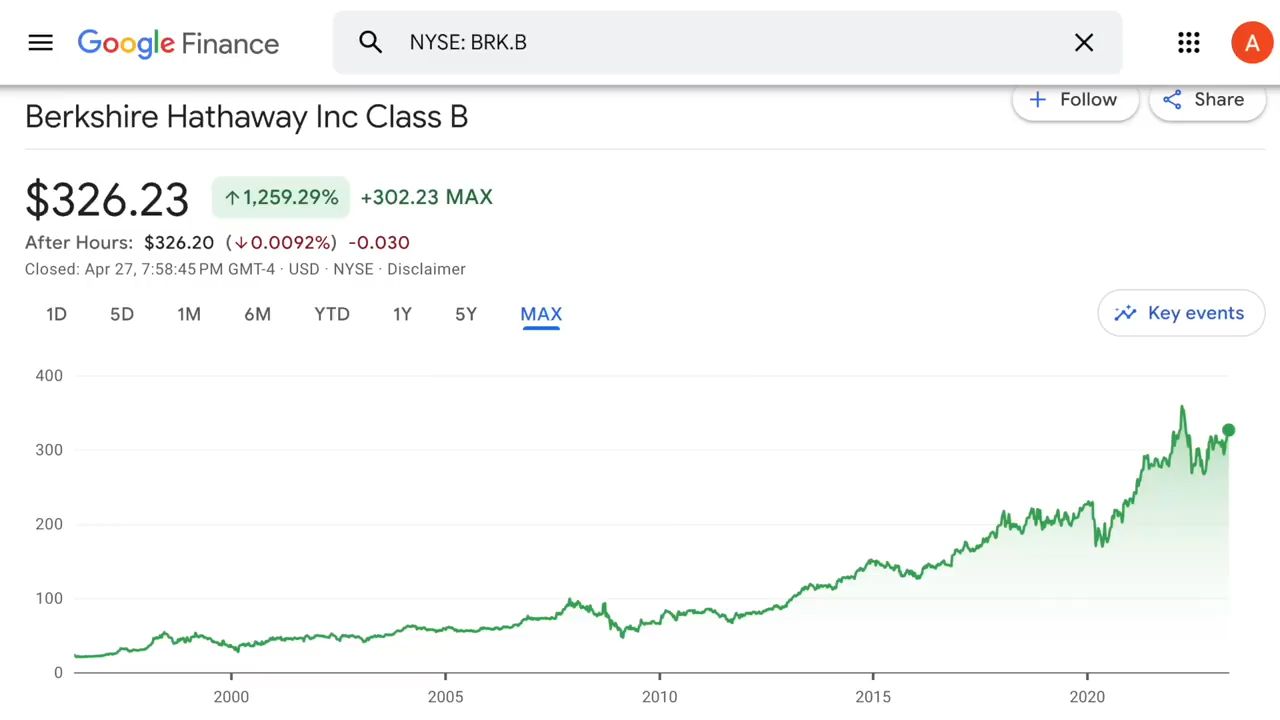 Google Finance
NYSE: BRK.B
A
Berkshire Hathaway Inc Class B
Follow
Share
$326.23 ↑1,259.29% +302.23 MAX
After Hours: $326.20 (↓0.0092%) -0.030
Closed: Apr 27, 7:58:45 PM GMT-4 · USD · NYSE · Disclaimer
1D 5D 1M 6M YTD 1Y 5Y MAX
Key events
400
300
200
100
0
2000 2005 2010 2015 2020